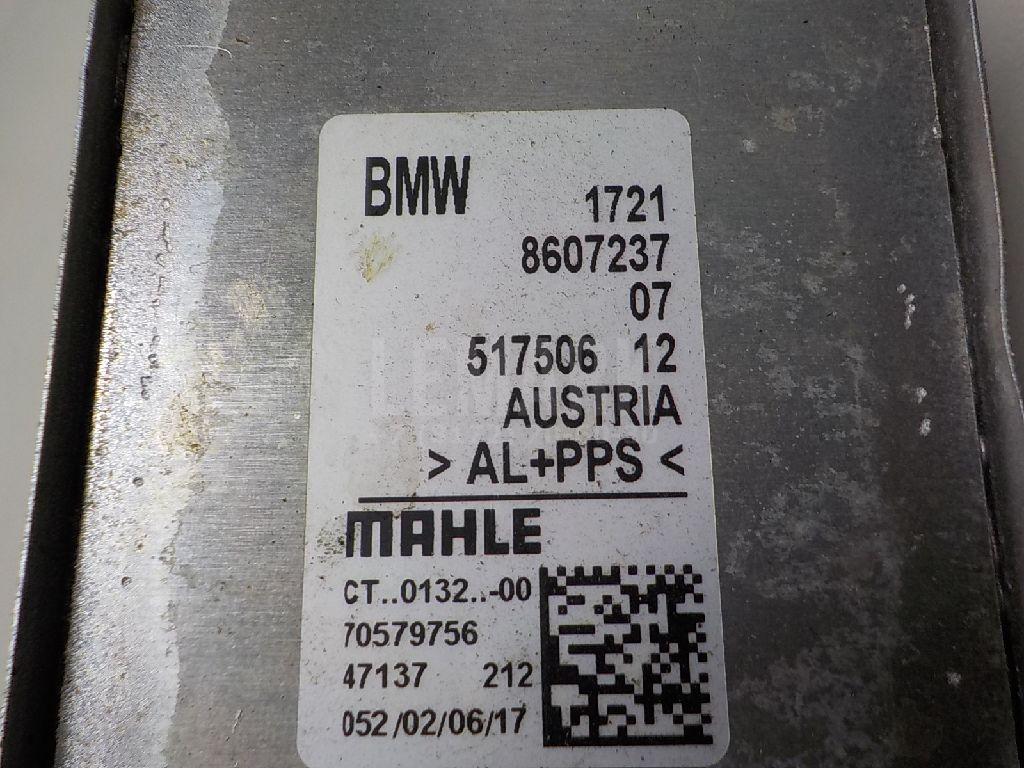 BMW
1721
8607237
07
517506 12
AUSTRIA
> AL+PPS <
MAHLE
CT..0132..-00
70579756
47137 212
052/02/06/17